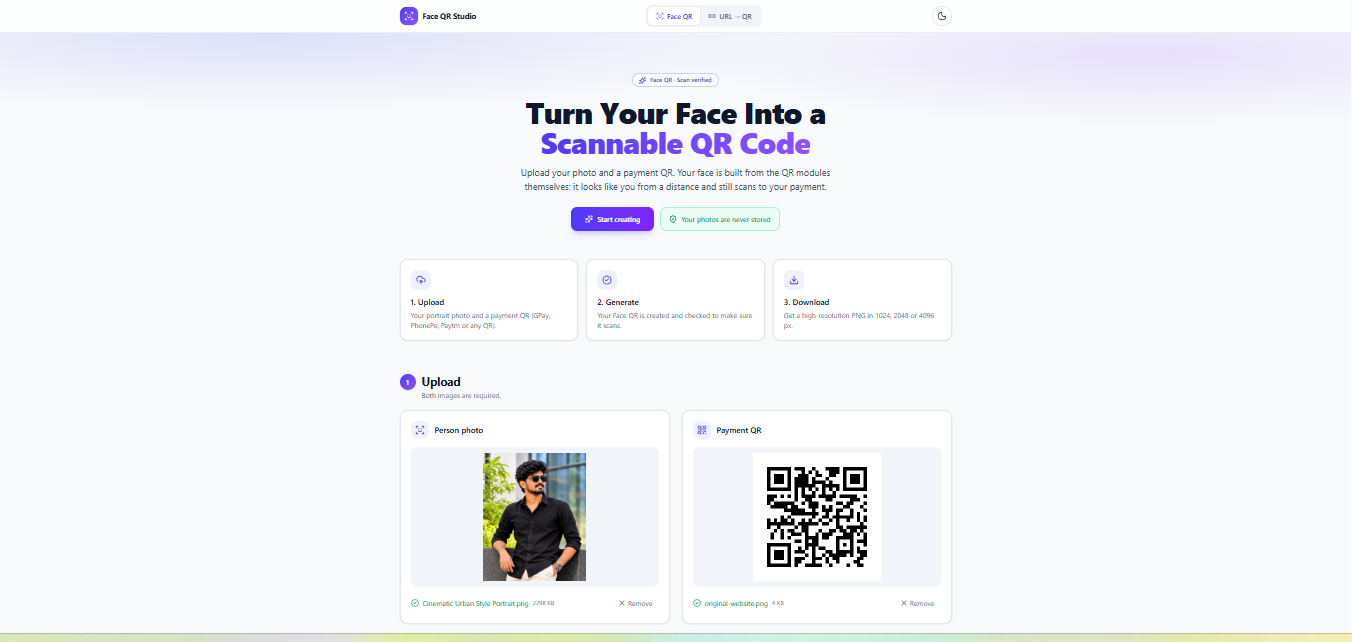 Face QR Studio
Face QR
URL → QR
Face QR · Scan verified
Turn Your Face Into a
Scannable QR Code
Upload your photo and a payment QR. Your face is built from the QR modules
themselves: it looks like you from a distance and still scans to your payment.
Start creating
Your photos are never stored
1. Upload
Your portrait photo and a payment QR (GPay,
PhonePe, Paytm or any QR).
2. Generate
Your Face QR is created and checked to make sure
it scans.
3. Download
Get a high-resolution PNG in 1024, 2048 or 4096
px.
1
Upload
Both images are required.
Person photo
Payment QR
Cinematic Urban Style Portrait.png 2298 KB
Remove
original-website.png 4 KB
Remove